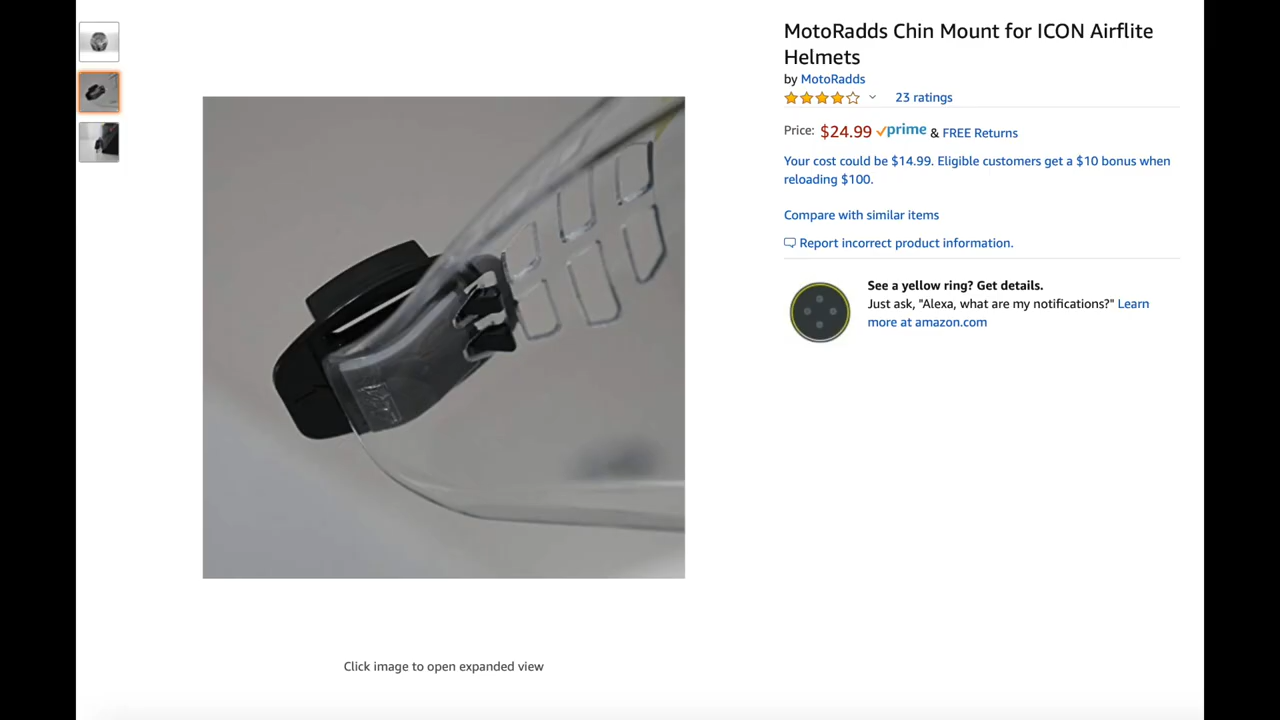 MotoRadds Chin Mount for ICON Airflite
Helmets
by MotoRadds
23 ratings
Price: $24.99 prime & FREE Returns
Your cost could be $14.99. Eligible customers get a $10 bonus when
reloading $100.
Compare with similar items
Report incorrect product information.
See a yellow ring? Get details.
Just ask, "Alexa, what are my notifications?" Learn
more at amazon.com
Click image to open expanded view